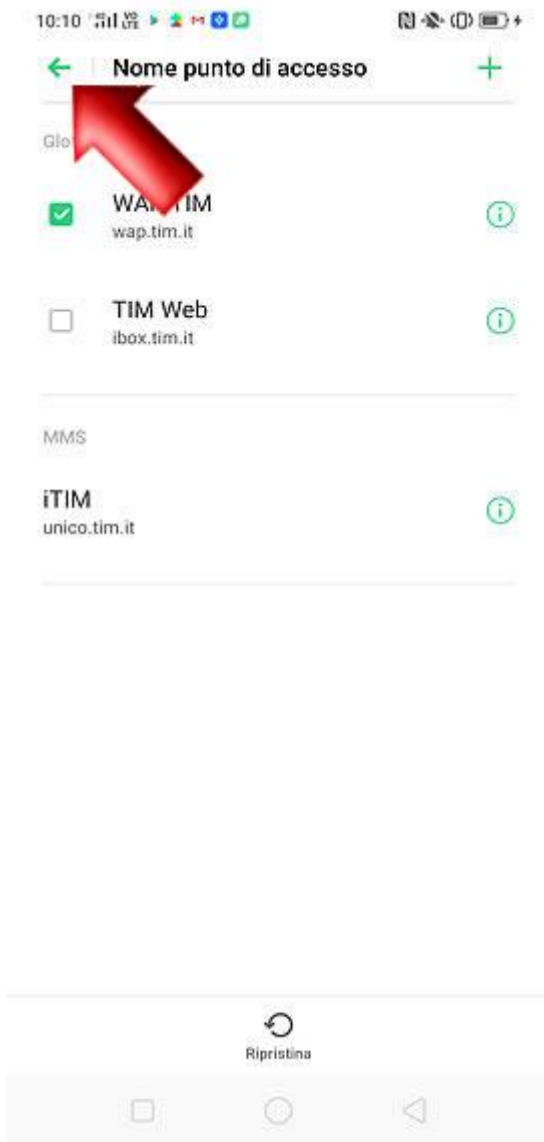 10:10
Nome punto di accesso
WAP TIM
wap.tim.it
TIM Web
ibox.tim.it
MMS
iTIM
unico.tim.it
Ripristina